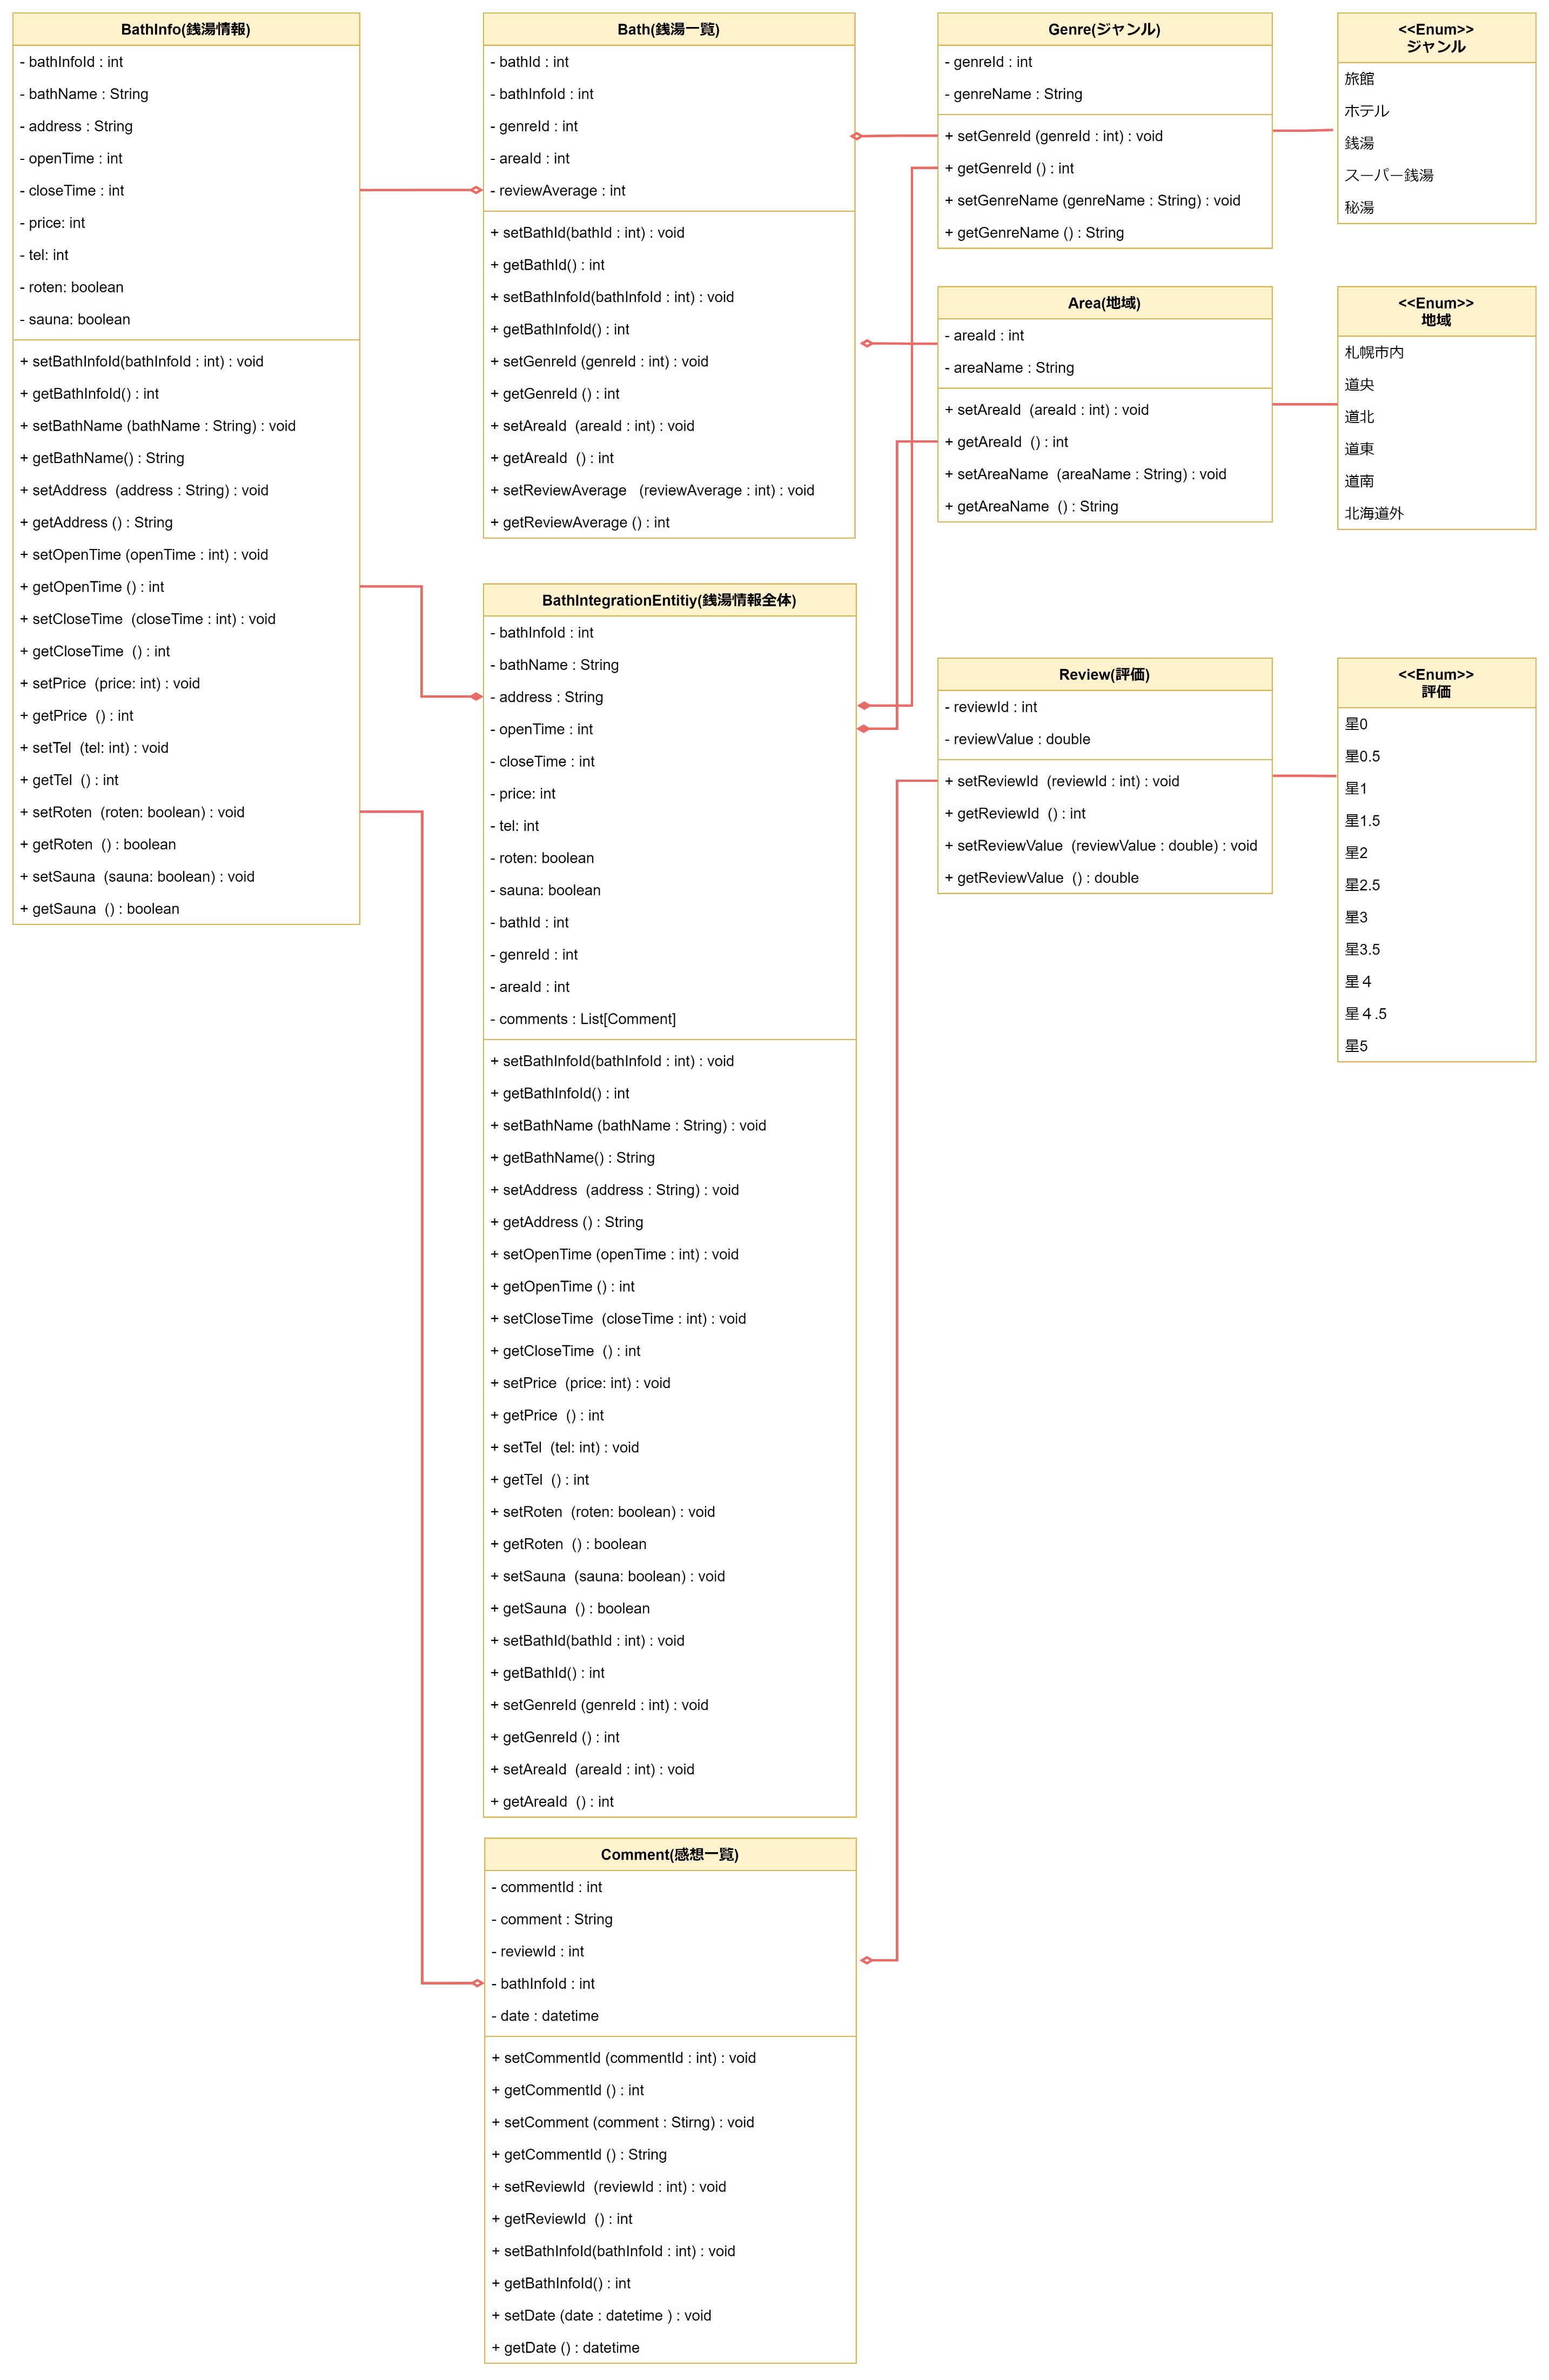 BathInfo(銭湯情報)
- bathInfoId : int
- bathName : String
- address : String
- openTime : int
- closeTime : int
- price: int
- tel: int
- roten: boolean
- sauna: boolean
+ setBathInfoId(bathInfoId : int) : void
+ getBathInfoId() : int
+ setBathName (bathName : String) : void
+ getBathName() : String
+ setAddress  (address : String) : void
+ getAddress () : String
+ setOpenTime (openTime : int) : void
+ getOpenTime () : int
+ setCloseTime  (closeTime : int) : void
+ getCloseTime  () : int
+ setPrice  (price: int) : void
+ getPrice  () : int
+ setTel  (tel: int) : void
+ getTel  () : int
+ setRoten  (roten: boolean) : void
+ getRoten  () : boolean
+ setSauna  (sauna: boolean) : void
+ getSauna  () : boolean
Bath(銭湯一覧)
- bathId : int
- bathInfoId : int
- genreId : int
- areaId : int
- reviewAverage : int
+ setBathId(bathId : int) : void
+ getBathId() : int
+ setBathInfoId(bathInfoId : int) : void
+ getBathInfoId() : int
+ setGenreId (genreId : int) : void
+ getGenreId () : int
+ setAreaId  (areaId : int) : void
+ getAreaId  () : int
+ setReviewAverage   (reviewAverage : int) : void
+ getReviewAverage () : int
BathIntegrationEntitiy(銭湯情報全体)
- bathInfoId : int
- bathName : String
- address : String
- openTime : int
- closeTime : int
- price: int
- tel: int
- roten: boolean
- sauna: boolean
- bathId : int
- genreId : int
- areaId : int
- comments : List[Comment]
+ setBathInfoId(bathInfoId : int) : void
+ getBathInfoId() : int
+ setBathName (bathName : String) : void
+ getBathName() : String
+ setAddress  (address : String) : void
+ getAddress () : String
+ setOpenTime (openTime : int) : void
+ getOpenTime () : int
+ setCloseTime  (closeTime : int) : void
+ getCloseTime  () : int
+ setPrice  (price: int) : void
+ getPrice  () : int
+ setTel  (tel: int) : void
+ getTel  () : int
+ setRoten  (roten: boolean) : void
+ getRoten  () : boolean
+ setSauna  (sauna: boolean) : void
+ getSauna  () : boolean
+ setBathId(bathId : int) : void
+ getBathId() : int
+ setGenreId (genreId : int) : void
+ getGenreId () : int
+ setAreaId  (areaId : int) : void
+ getAreaId  () : int
Comment(感想一覧)
- commentId : int
- comment : String
- reviewId : int
- bathInfoId : int
- date : datetime
+ setCommentId (commentId : int) : void
+ getCommentId () : int
+ setComment (comment : Stirng) : void
+ getCommentId () : String
+ setReviewId  (reviewId : int) : void
+ getReviewId  () : int
+ setBathInfoId(bathInfoId : int) : void
+ getBathInfoId() : int
+ setDate (date : datetime ) : void
+ getDate () : datetime
Genre(ジャンル)
- genreId : int
- genreName : String
+ setGenreId (genreId : int) : void
+ getGenreId () : int
+ setGenreName (genreName : String) : void
+ getGenreName () : String
Area(地域)
- areaId : int
- areaName : String
+ setAreaId  (areaId : int) : void
+ getAreaId  () : int
+ setAreaName  (areaName : String) : void
+ getAreaName  () : String
Review(評価)
- reviewId : int
- reviewValue : double
+ setReviewId  (reviewId : int) : void
+ getReviewId  () : int
+ setReviewValue  (reviewValue : double) : void
+ getReviewValue  () : double
<<Enum>>
ジャンル
旅館
ホテル
銭湯
スーパー銭湯
秘湯
<<Enum>>
地域
札幌市内
道央
道北
道東
道南
北海道外
<<Enum>>
評価
星0
星0.5
星1
星1.5
星2
星2.5
星3
星3.5
星４
星４.5
星5